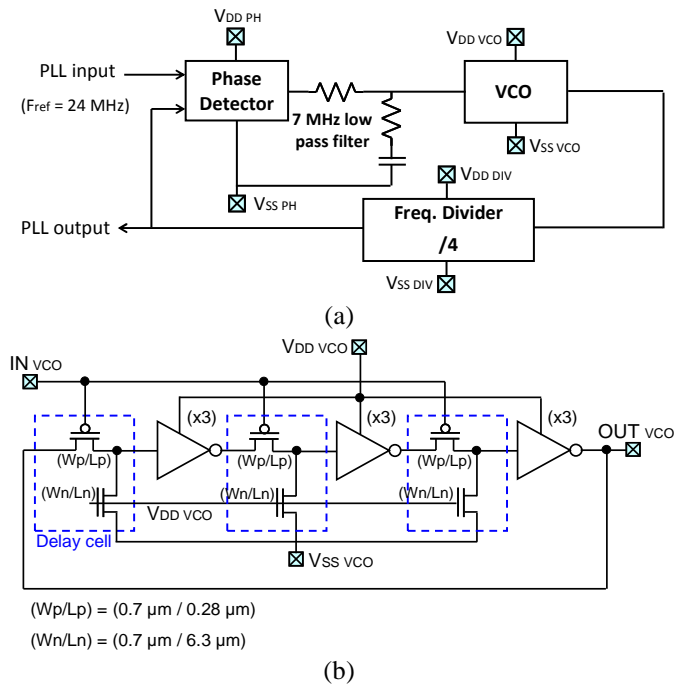 VDD PH
PLL input
(Fref = 24 MHz)
Phase
Detector
7 MHz low
pass filter
VDD VCO
VCO
VSS VCO
VSS PH
VDD DIV
Freq. Divider
/4
PLL output
VSS DIV
(a)
IN VCO
VDD VCO
(x3)
(x3)
(x3)
OUT VCO
(Wp/Lp)
(Wp/Lp)
(Wp/Lp)
(Wn/Ln)
(Wn/Ln)
(Wn/Ln)
VDD VCO
Delay cell
VSS VCO
(Wp/Lp) = (0.7 µm / 0.28 µm)
(Wn/Ln) = (0.7 µm / 6.3 µm)
(b)